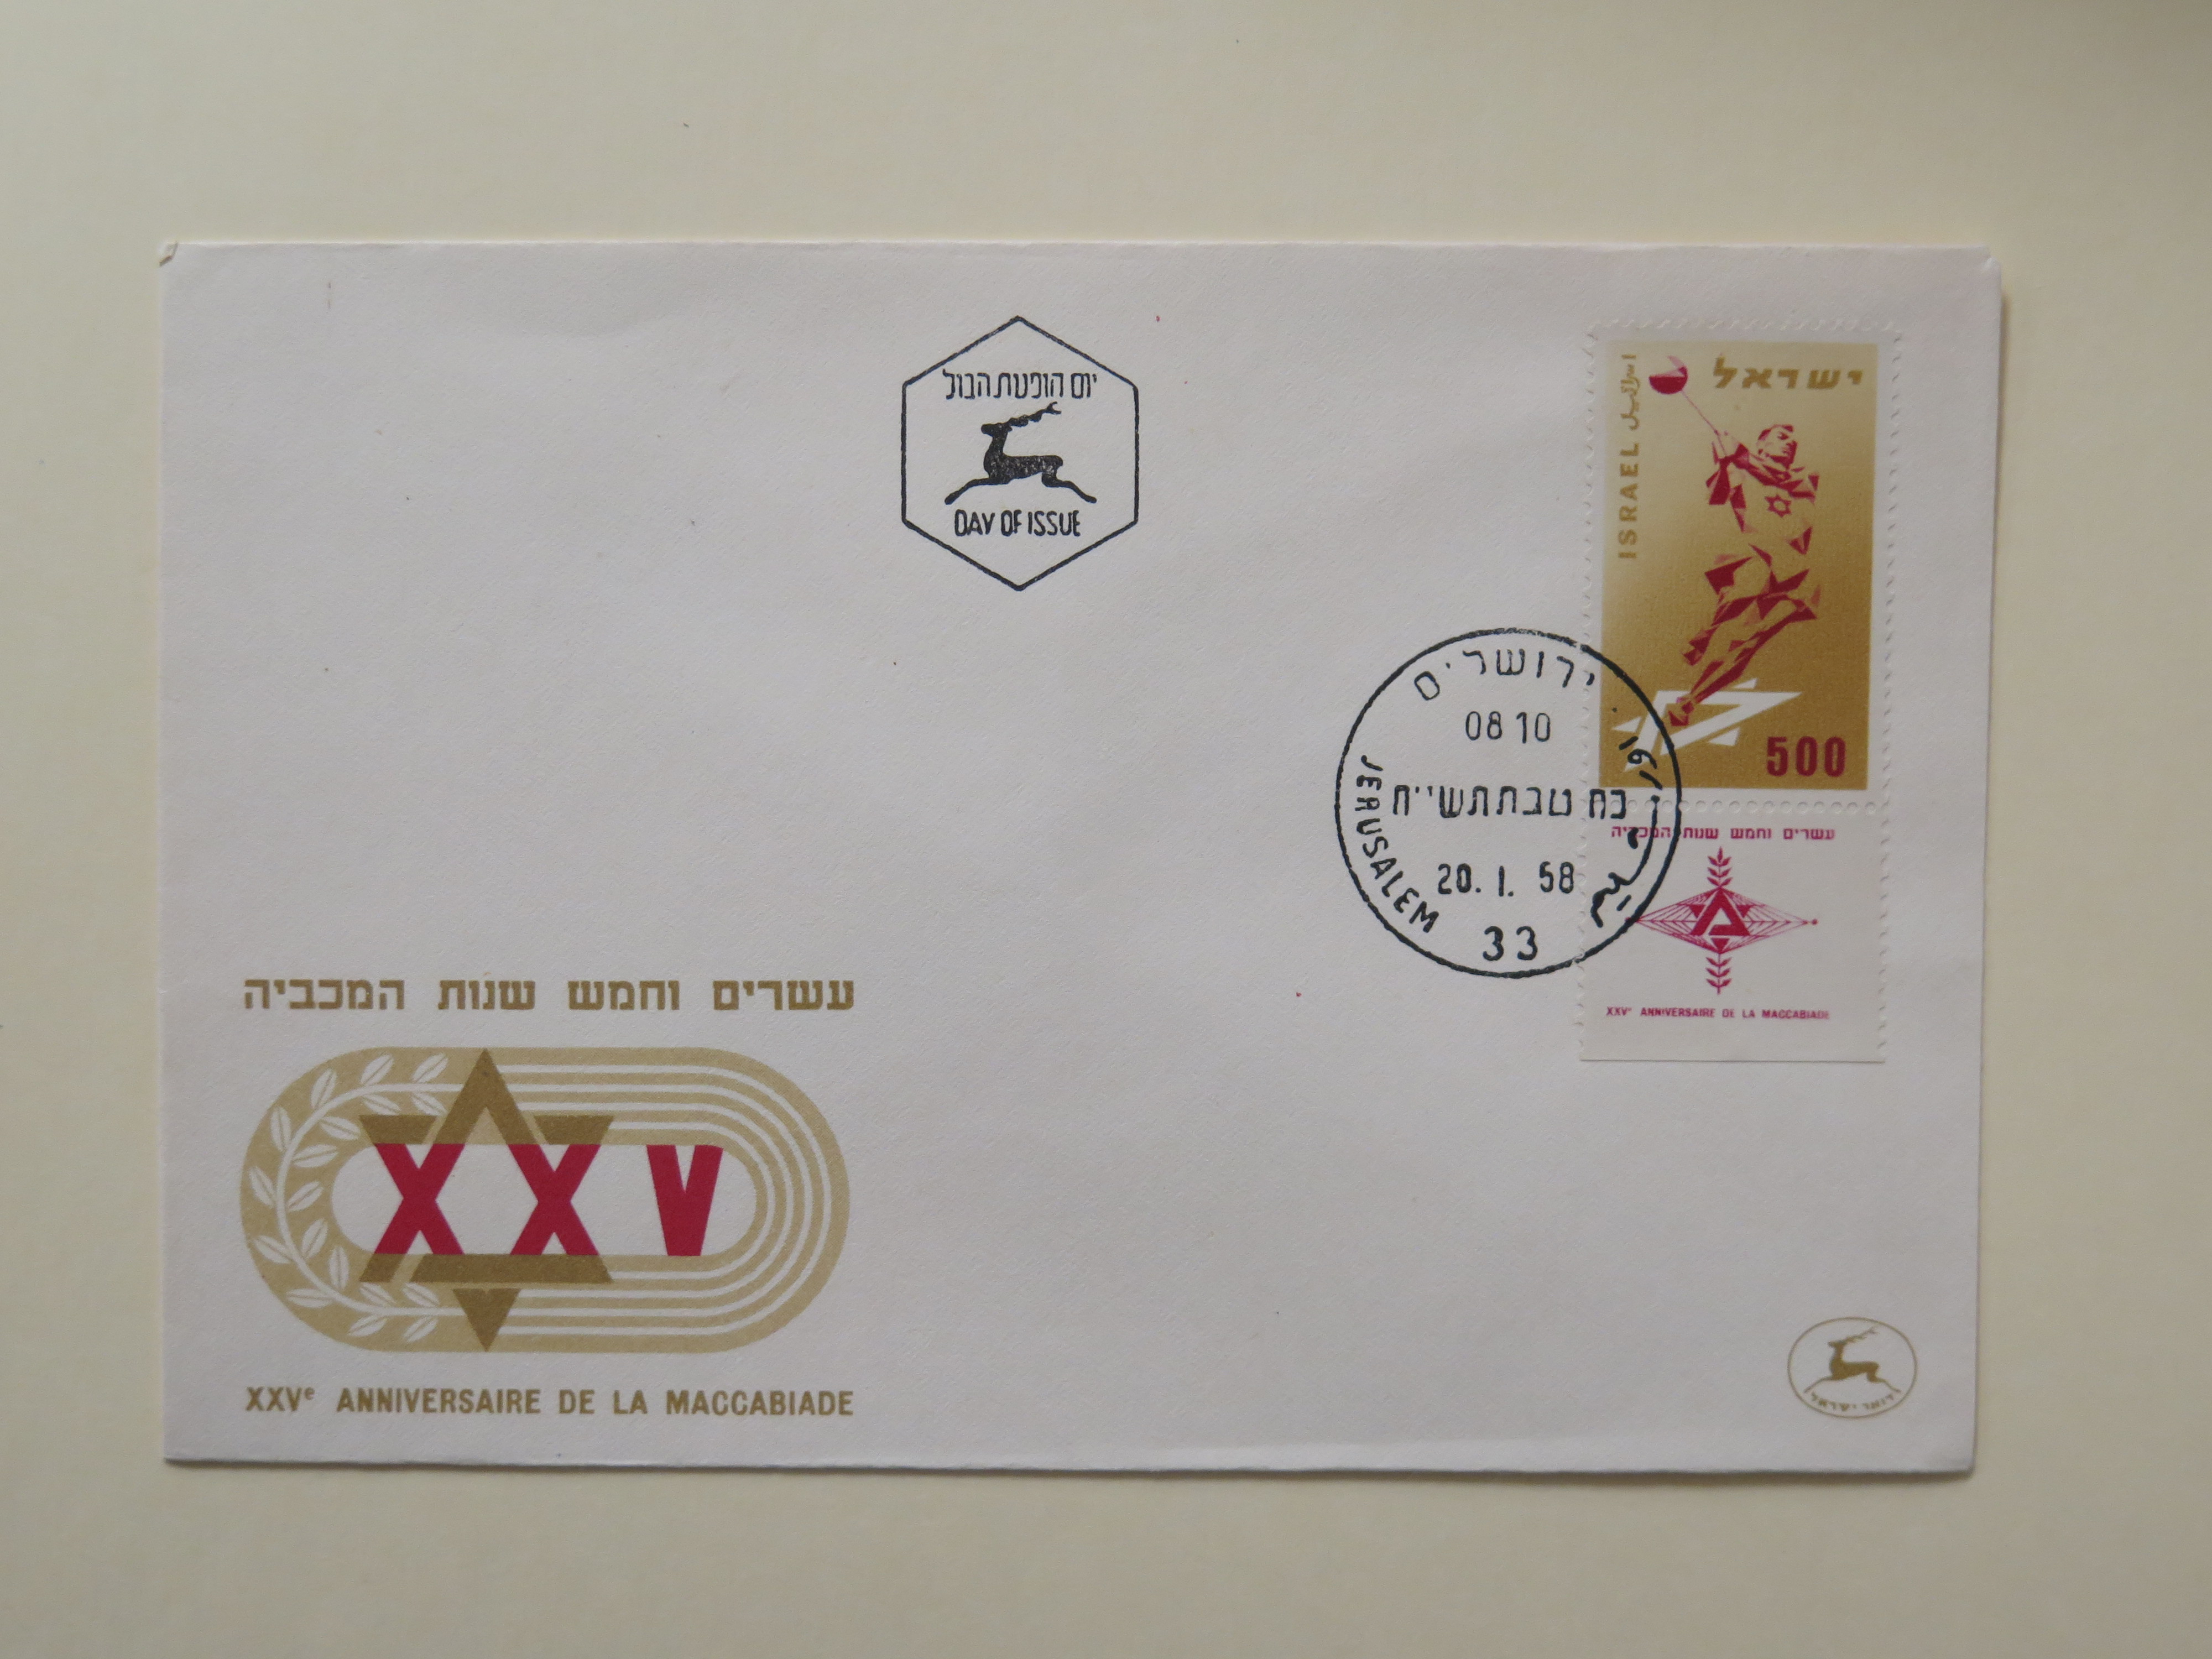 יום הופעת הבול
DAY OF ISSUE
ישראל
ISRAEL اسرائيل
500
ירושלים
08 10
כח טבת תשי״ח
20. 1. 58
JERUSALEM
33
עשרים וחמש שנות המכביה
XXVᵉ ANNIVERSAIRE DE LA MACCABIADE
עשרים וחמש שנות המכביה
XXV
XXVᵉ ANNIVERSAIRE DE LA MACCABIADE
דואר ישראל